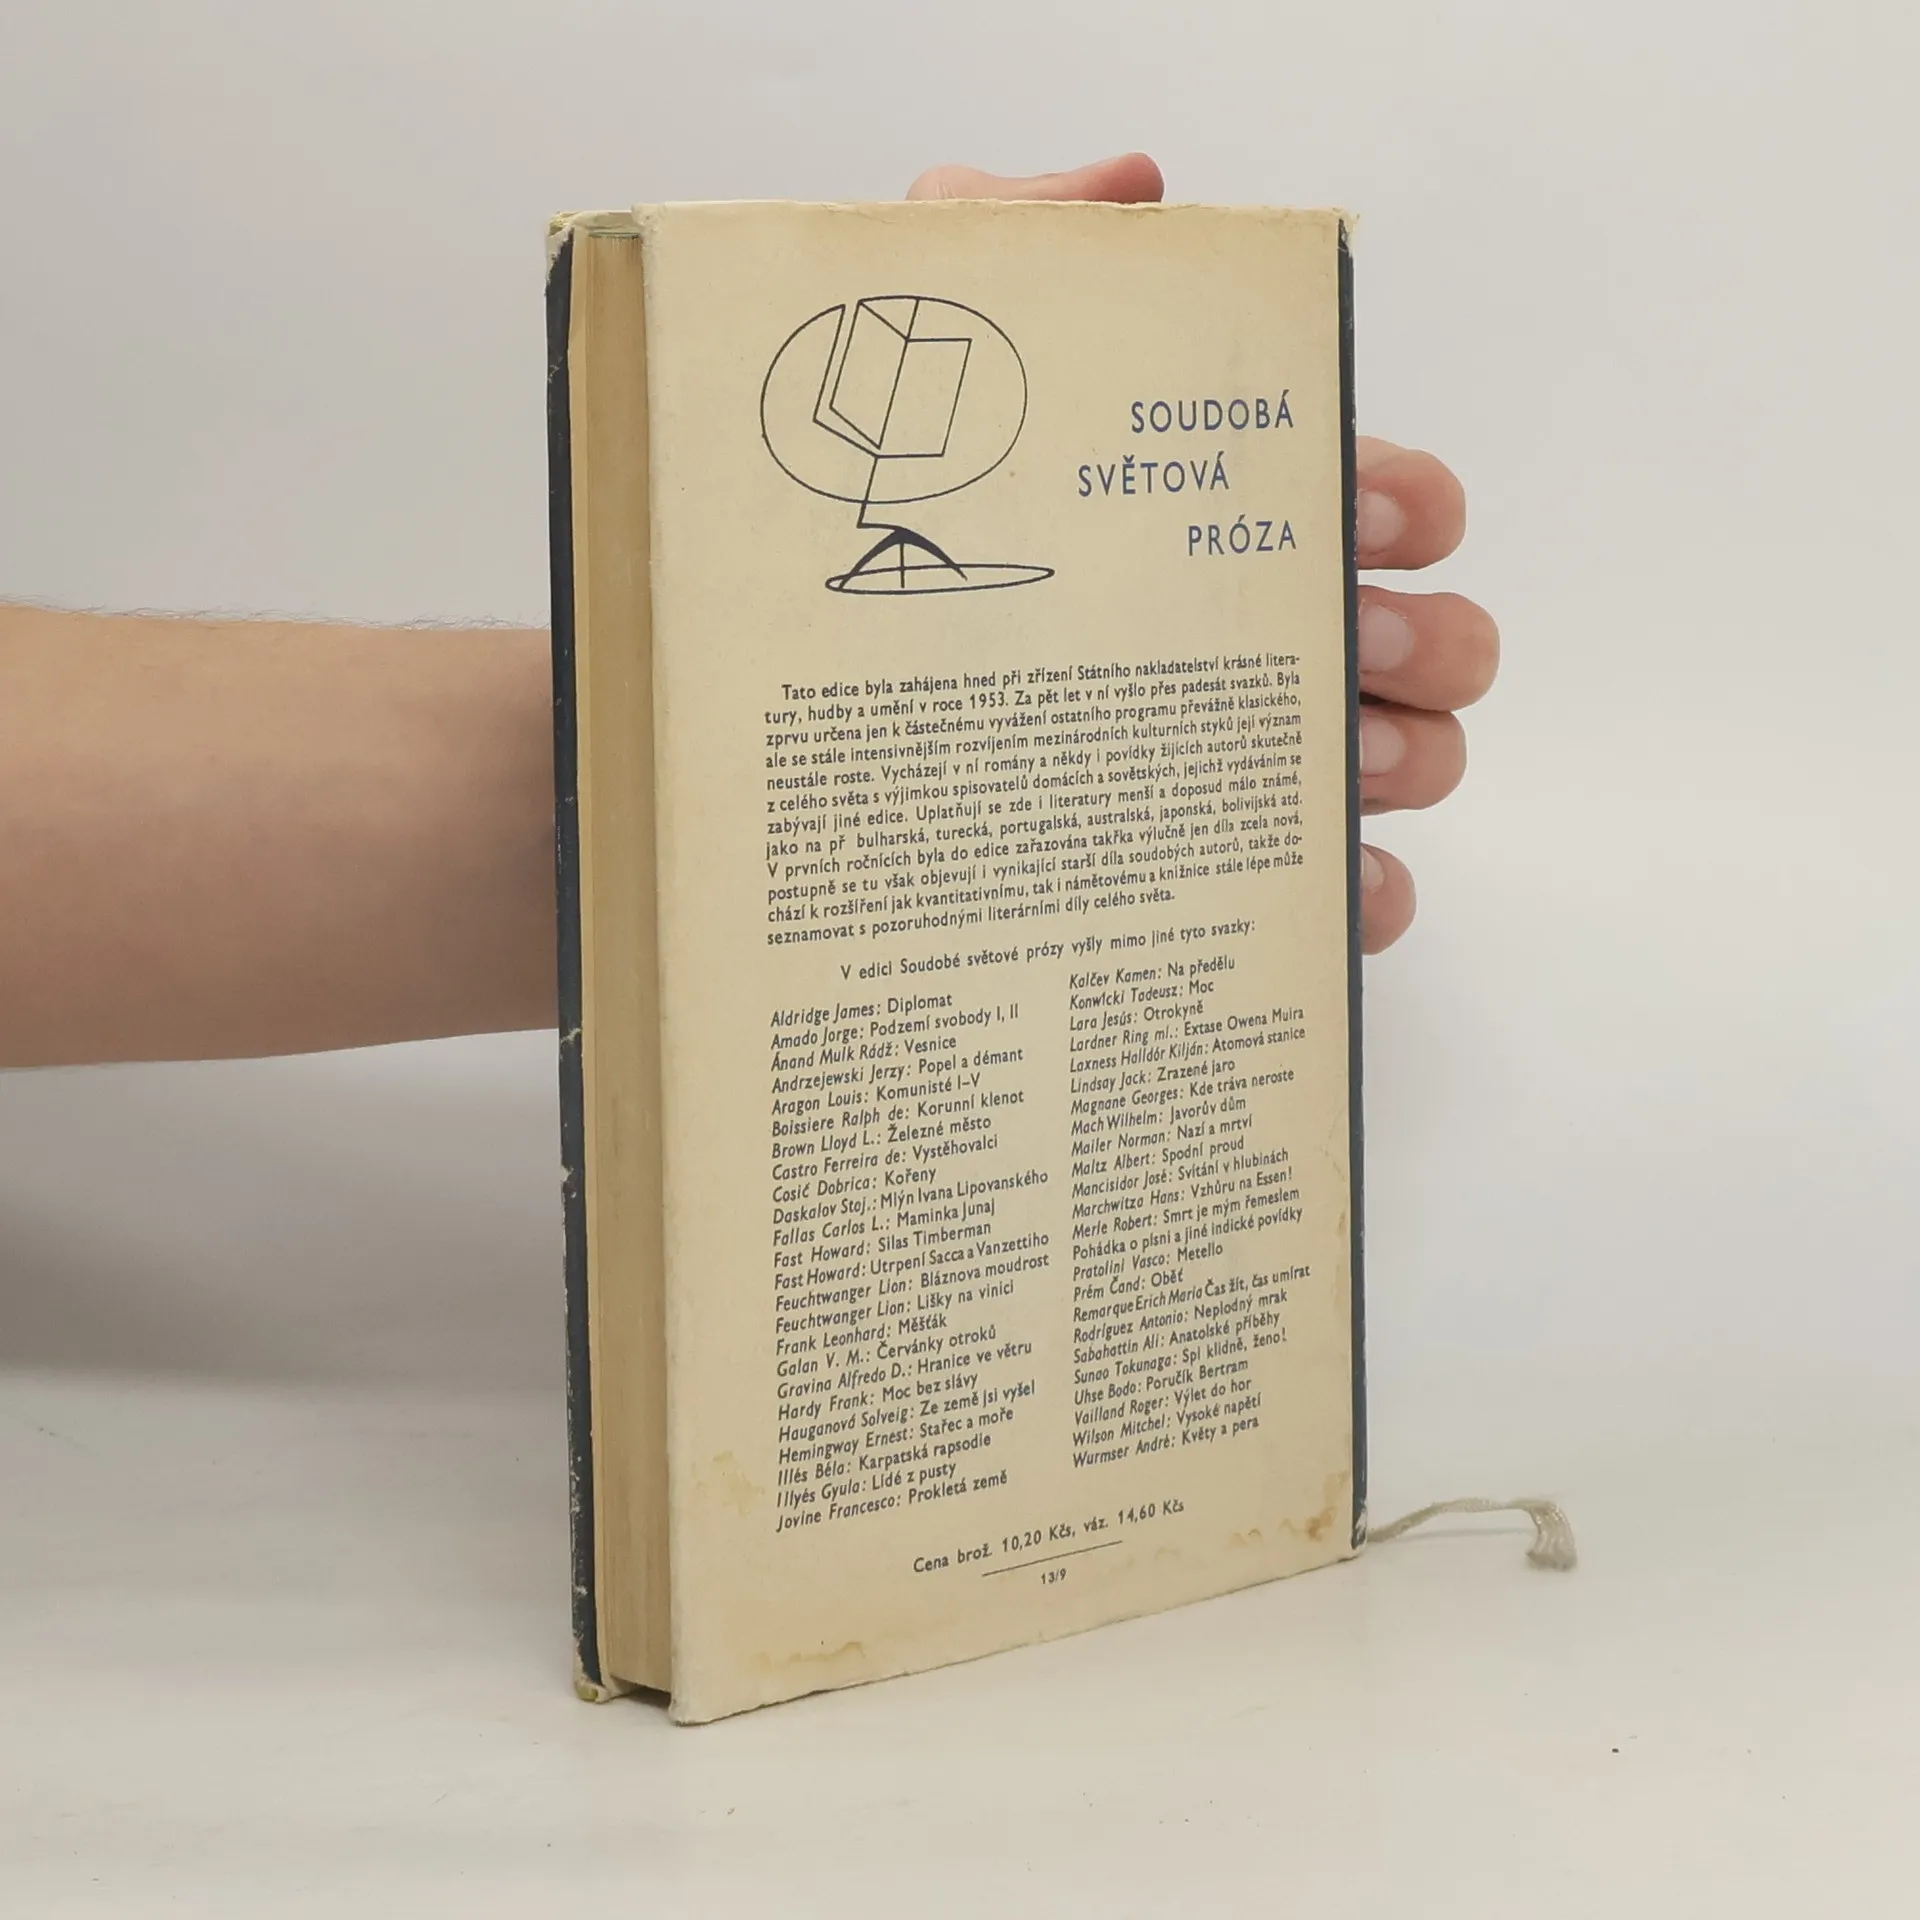 SOUDOBÁ
SVĚTOVÁ
PRÓZA
Tato edice byla zahájena hned při zřízení Státního nakladatelství krásné litera-
tury, hudby a umění v roce 1953. Za pět let v ní vyšlo přes padesát svazků. Byla
zprvu určena jen k částečnému vyvážení ostatního programu převážně klasického,
ale se stále intensivnějším rozvíjením mezinárodních kulturních styků její význam
neustále roste. Vycházejí v ní romány a někdy i povídky žijících autorů skutečně
z celého světa s výjimkou spisovatelů domácích a sovětských, jejichž vydáváním se
zabývají jiné edice. Uplatňují se zde i literatury menší a doposud málo známé,
jako na př bulharská, turecká, portugalská, australská, japonská, bolivijská atd.
V prvních ročnících byla do edice zařazována takřka výlučně jen díla zcela nová,
postupně se tu však objevují i vynikající starší díla soudobých autorů, takže do-
chází k rozšíření jak kvantitativnímu, tak i námětovému a knižnice stále lépe může
seznamovat s pozoruhodnými literárními díly celého světa.
V edici Soudobé světové prózy vyšly mimo jiné tyto svazky:
Aldridge James: Diplomat
Amado Jorge: Podzemí svobody I, II
Ánand Mulk Rádž: Vesnice
Andrzejewski Jerzy: Popel a démant
Aragon Louis: Komunisté I–V
Boissiere Ralph de: Korunní klenot
Brown Lloyd L.: Železné město
Castro Ferreira de: Vystěhovalci
Cosić Dobrica: Kořeny
Daskalov Stoj.: Mlýn Ivana Lipovanského
Fallas Carlos L.: Maminka Junaj
Fast Howard: Silas Timberman
Fast Howard: Utrpení Sacca a Vanzettiho
Feuchtwanger Lion: Bláznova moudrost
Feuchtwanger Lion: Lišky na vinici
Frank Leonhard: Měšťák
Galan V. M.: Červánky otroků
Gravina Alfredo D.: Hranice ve větru
Hardy Frank: Moc bez slávy
Hauganová Solveig: Ze země jsi vyšel
Hemingway Ernest: Stařec a moře
Illés Béla: Karpatská rapsodie
Illyés Gyula: Lidé z pusty
Jovine Francesco: Prokletá země
Kalčev Kamen: Na předělu
Konwicki Tadeusz: Moc
Lara Jesús: Otrokyně
Lardner Ring ml.: Extase Owena Muira
Laxness Halldór Kilján: Atomová stanice
Lindsay Jack: Zrazené jaro
Magnane Georges: Kde tráva neroste
Mach Wilhelm: Javorův dům
Mailer Norman: Nazí a mrtví
Maltz Albert: Spodní proud
Mancisidor José: Svítání v hlubinách
Marchwitza Hans: Vzhůru na Essen!
Merle Robert: Smrt je mým řemeslem
Pohádka o písni a jiné indické povídky
Pratolini Vasco: Metello
Prém Čand: Oběť
Remarque Erich Maria Čas žít, čas umírat
Rodríguez Antonio: Neplodný mrak
Sabahattin Ali: Anatolské příběhy
Sunao Tokunaga: Spi klidně, ženo!
Uhse Bodo: Poručík Bertram
Vailland Roger: Výlet do hor
Wilson Mitchel: Vysoké napětí
Wurmser André: Květy a pera
Cena brož. 10,20 Kčs, váz. 14,60 Kčs
13/9